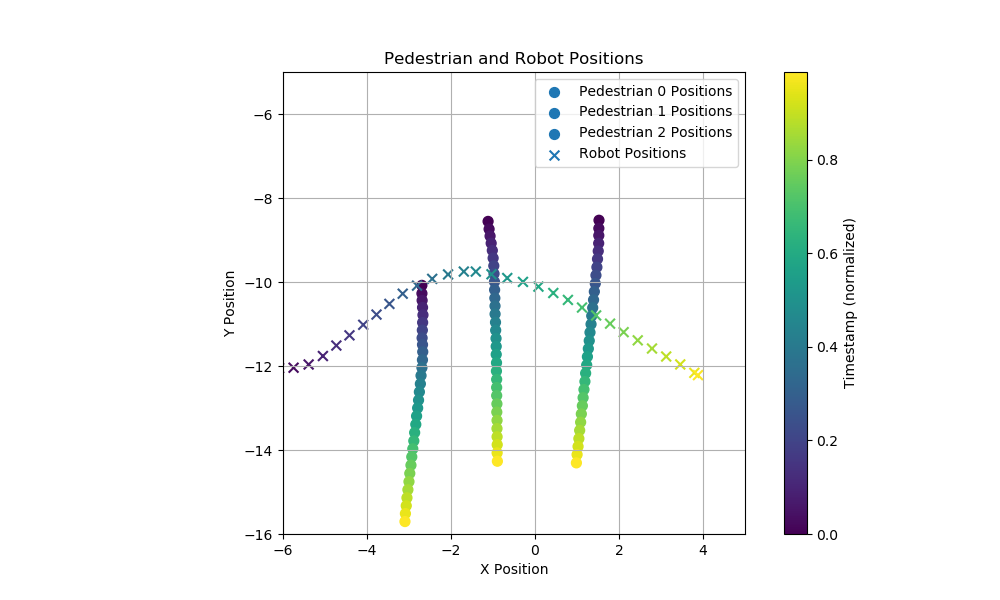 Pedestrian and Robot Positions
Pedestrian 0 Positions
Pedestrian 1 Positions
Pedestrian 2 Positions
Robot Positions
Y Position
−6
−8
−10
−12
−14
−16
−6
−4
−2
0
2
4
X Position
0.8
0.6
0.4
0.2
0.0
Timestamp (normalized)